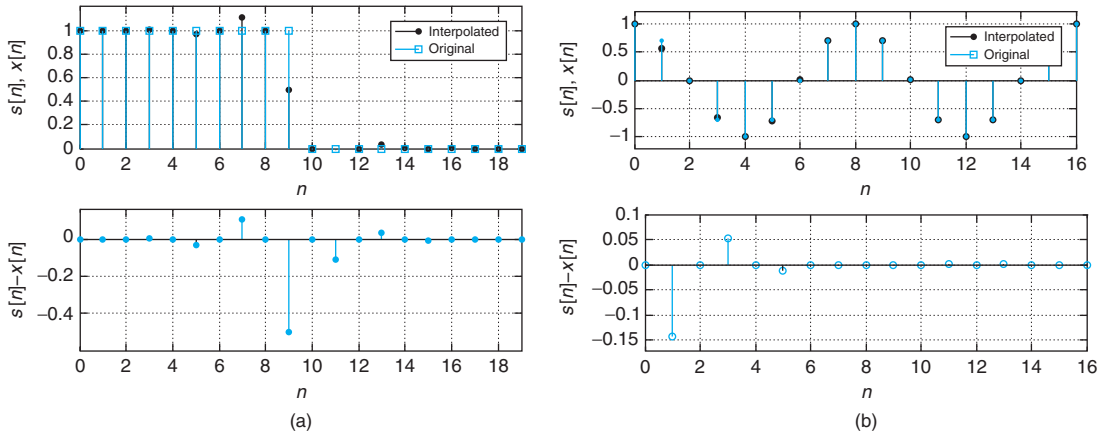 s[n], x[n]
1
0.8
0.6
0.4
0.2
0
Interpolated
Original
0 2 4 6 8 10 12 14 16 18
n
s[n]−x[n]
0
−0.2
−0.4
0 2 4 6 8 10 12 14 16 18
n
(a)
s[n], x[n]
1
0.5
0
−0.5
−1
Interpolated
Original
0 2 4 6 8 10 12 14 16
n
s[n]−x[n]
0.1
0.05
0
−0.05
−0.1
−0.15
0 2 4 6 8 10 12 14 16
n
(b)